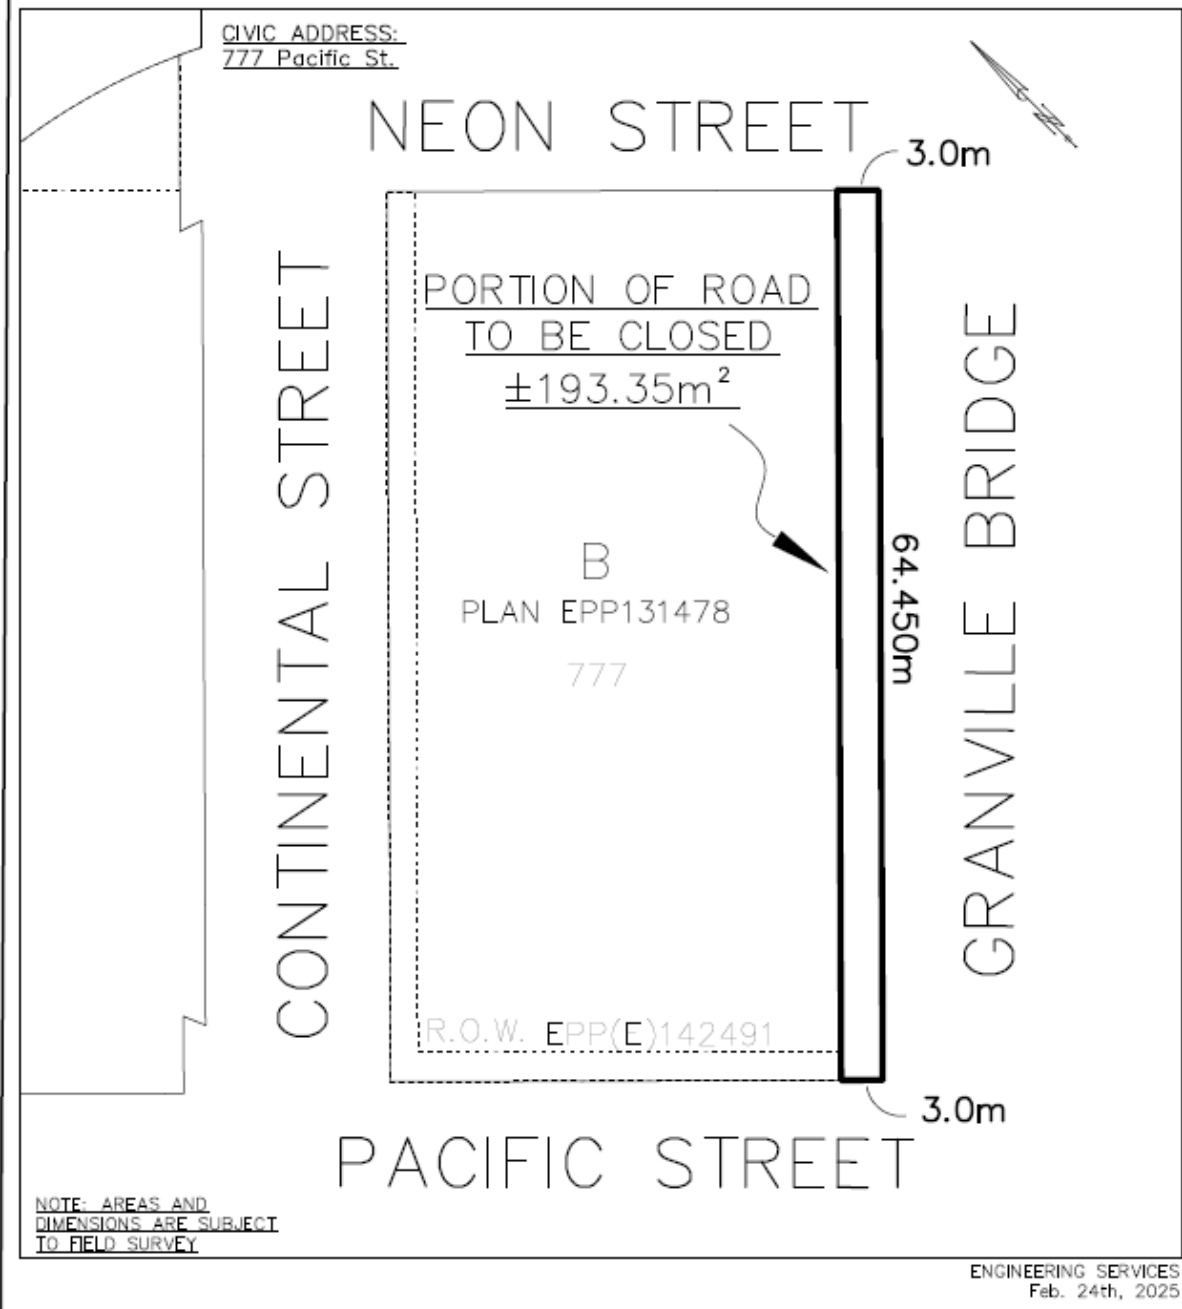 CIVIC ADDRESS:
777 Pacific St.
NEON STREET
3.0m
N
PORTION OF ROAD
TO BE CLOSED
±193.35m²
CONTINENTAL STREET
GRANVILLE BRIDGE
64.450m
B
PLAN EPP131478
777
R.O.W. EPP(E)142491
3.0m
PACIFIC STREET
NOTE: AREAS AND
DIMENSIONS ARE SUBJECT
TO FIELD SURVEY
ENGINEERING SERVICES
Feb. 24th, 2025